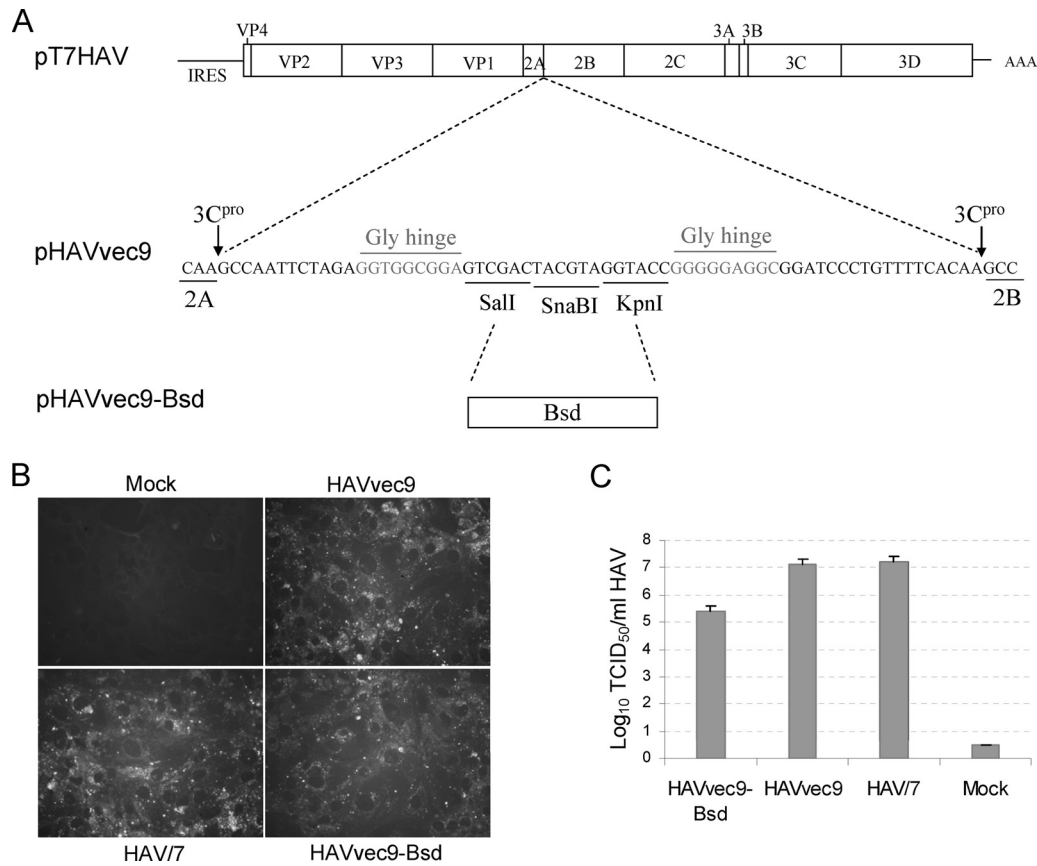 A
pT7HAV
VP4
3A 3B
VP2 VP3 VP1 2A 2B 2C 3C 3D
IRES
AAA
3Cpro 3Cpro
pHAVvec9
Gly hinge Gly hinge
CAAGCCAATTCTAGAGGTGGCGGAGTCGACTACGTAGGTACCGGGGGAGGCGGATCCCTGTTTTCACAAGCC
2A SalI SnaBI KpnI 2B
pHAVvec9-Bsd
Bsd
B
Mock HAVvec9
HAV/7 HAVvec9-Bsd
C
Log10 TCID50/ml HAV
8
7
6
5
4
3
2
1
0
HAVvec9-Bsd HAVvec9 HAV/7 Mock